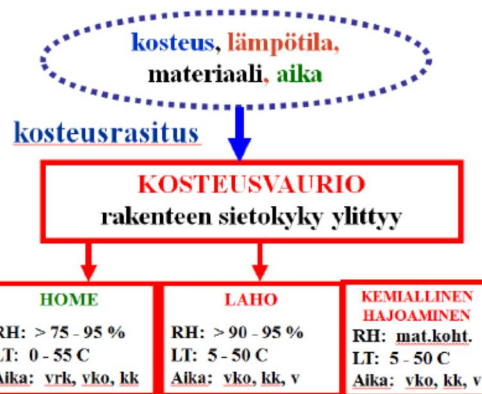 kosteus, lämpötila,
materiaali, aika
kosteusrasitus
KOSTEUSVAURIO
rakenteen sietokyky ylittyy
HOME
RH: > 75 - 95 %
LT: 0 - 55 C
Aika: vrk, vko, kk
LAHO
RH: > 90 - 95 %
LT: 5 - 50 C
Aika: vko, kk, v
KEMIALLINEN
HAJOAMINEN
RH: mat.koht.
LT: 5 - 50 C
Aika: vko, kk, v